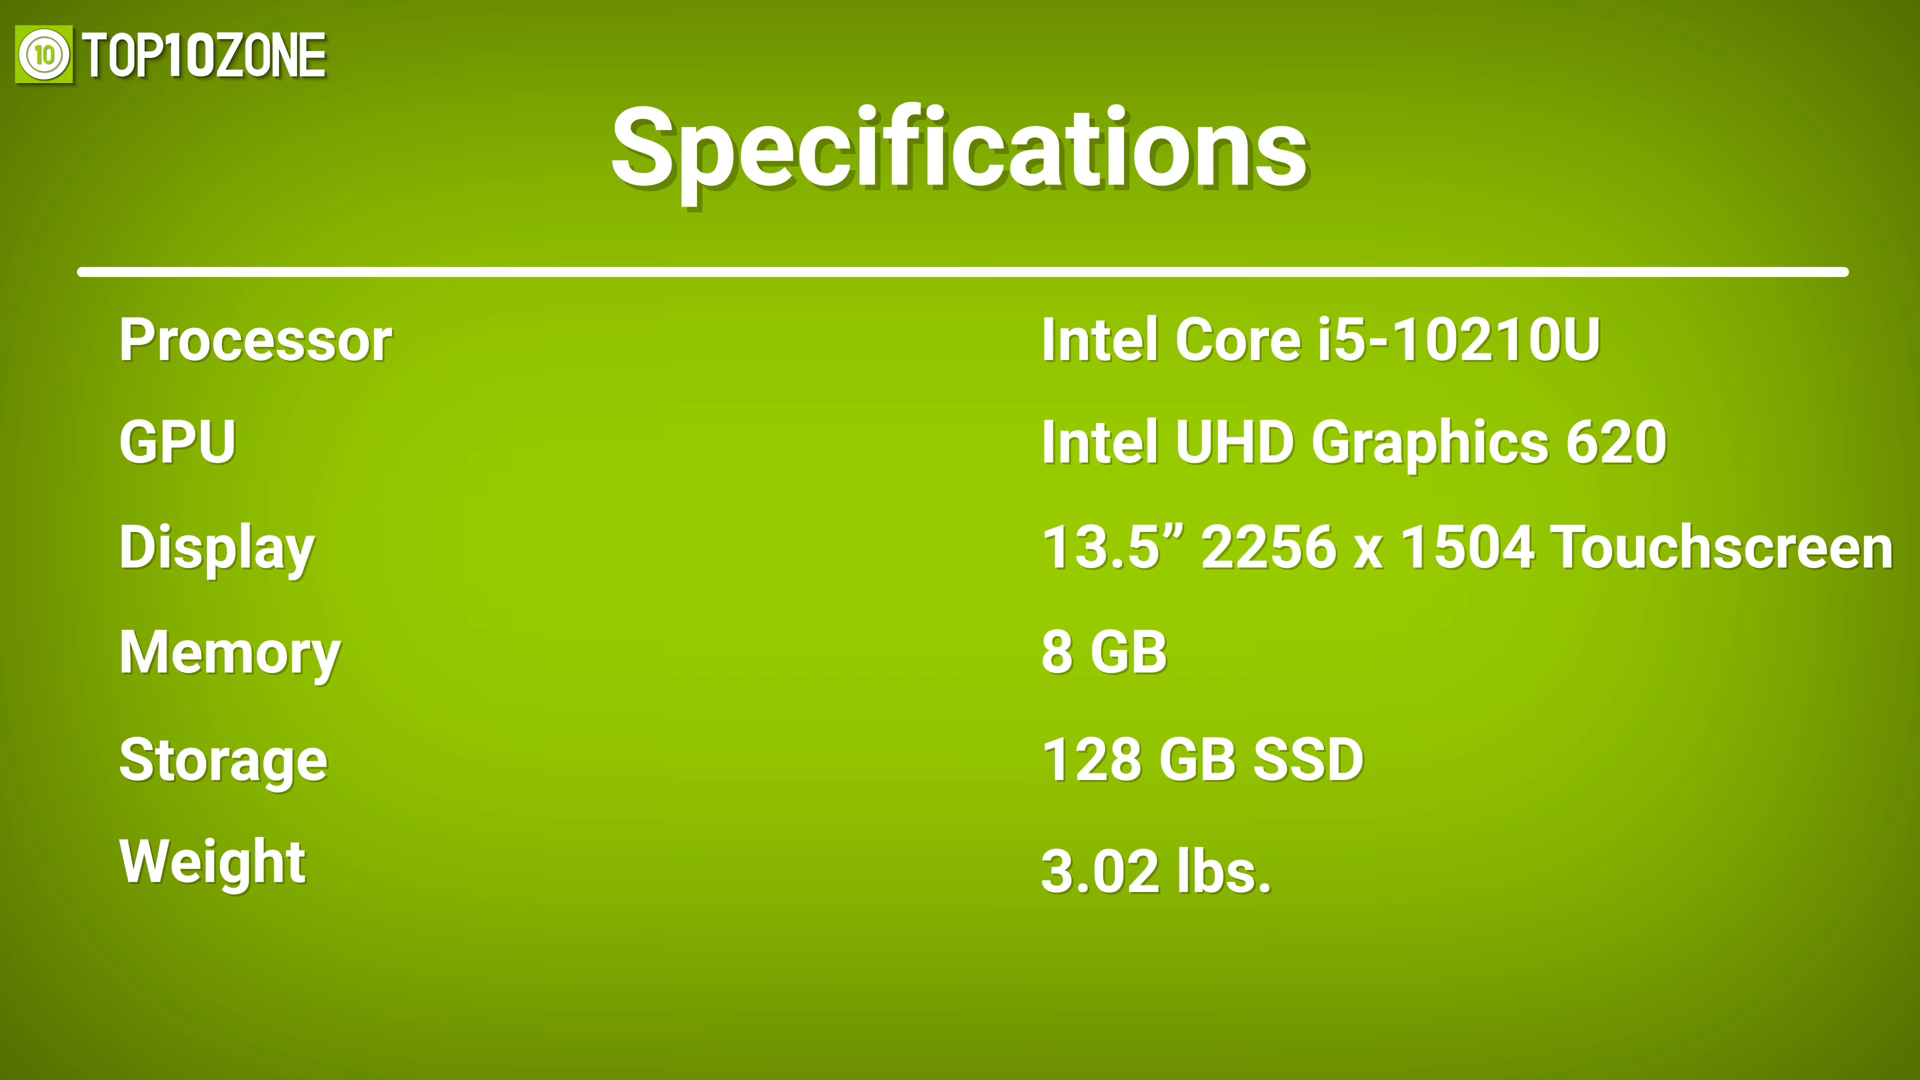 10 TOP10ZONE
Specifications
Processor Intel Core i5-10210U
GPU Intel UHD Graphics 620
Display 13.5” 2256 x 1504 Touchscreen
Memory 8 GB
Storage 128 GB SSD
Weight 3.02 lbs.